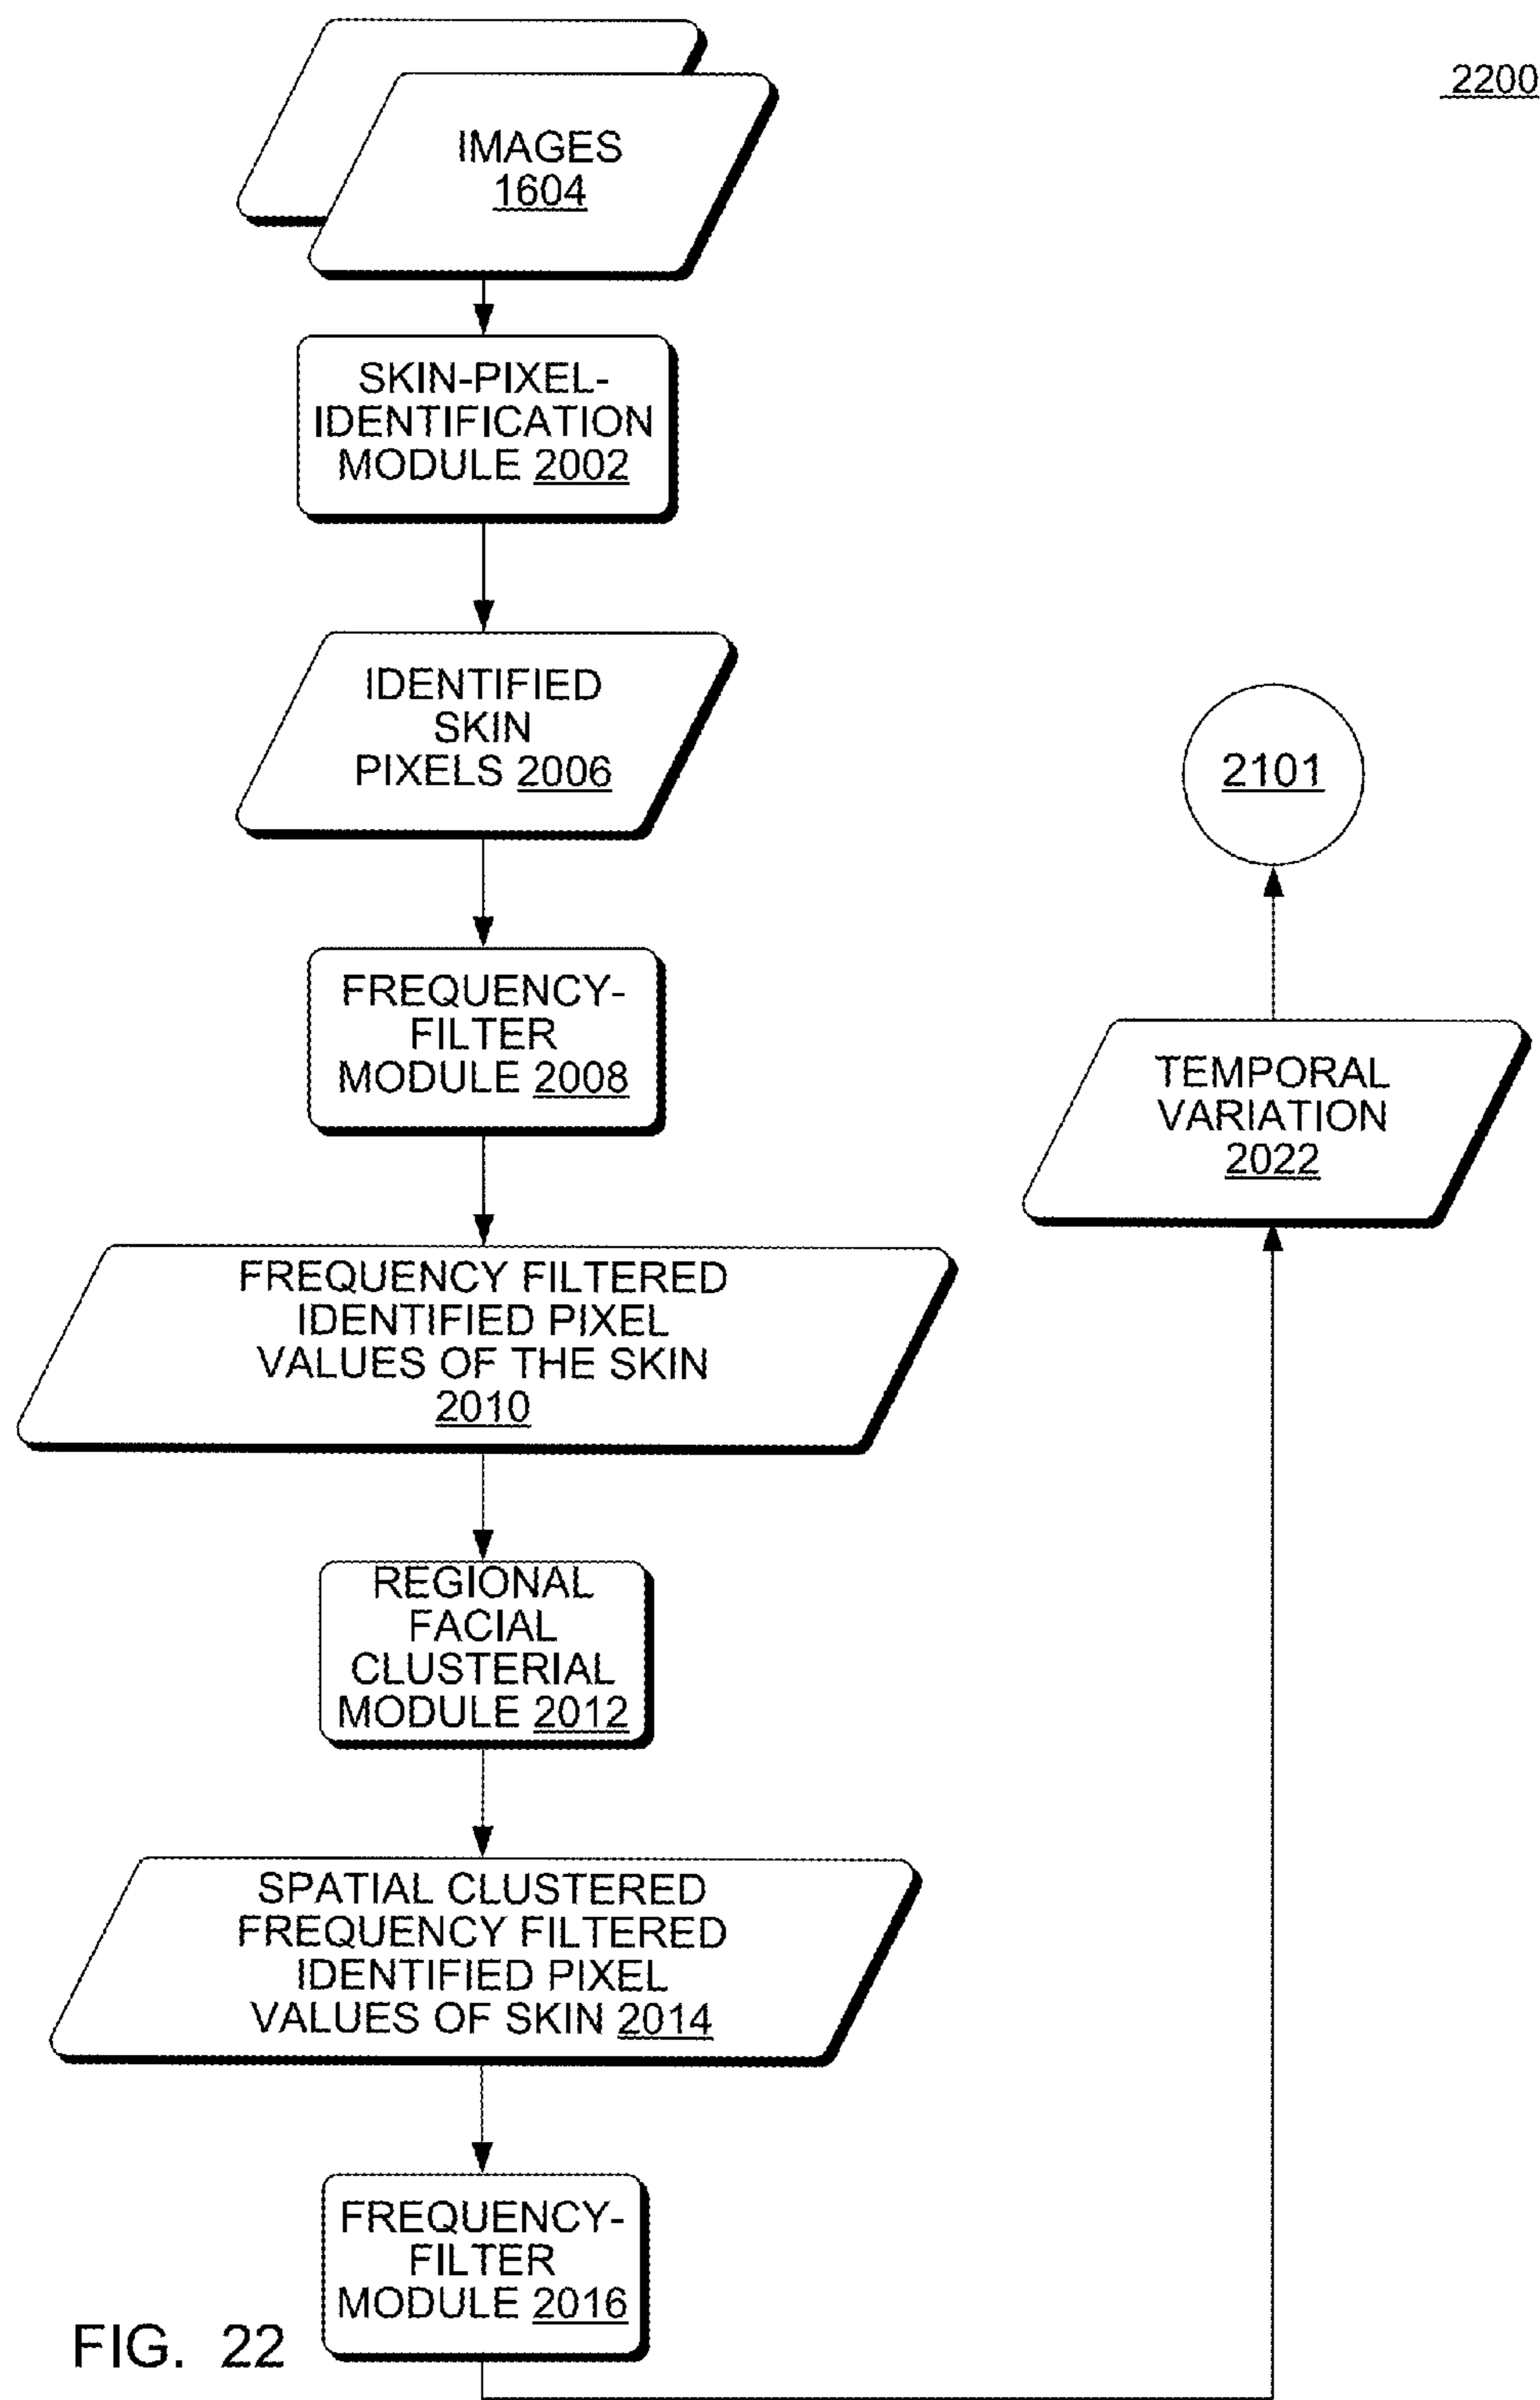 2200
IMAGES
1604
SKIN-PIXEL-
IDENTIFICATION
MODULE 2002
IDENTIFIED
SKIN
PIXELS 2006
FREQUENCY-
FILTER
MODULE 2008
FREQUENCY FILTERED
IDENTIFIED PIXEL
VALUES OF THE SKIN
2010
REGIONAL
FACIAL
CLUSTERIAL
MODULE 2012
SPATIAL CLUSTERED
FREQUENCY FILTERED
IDENTIFIED PIXEL
VALUES OF SKIN 2014
FREQUENCY-
FILTER
MODULE 2016
TEMPORAL
VARIATION
2022
2101
FIG. 22